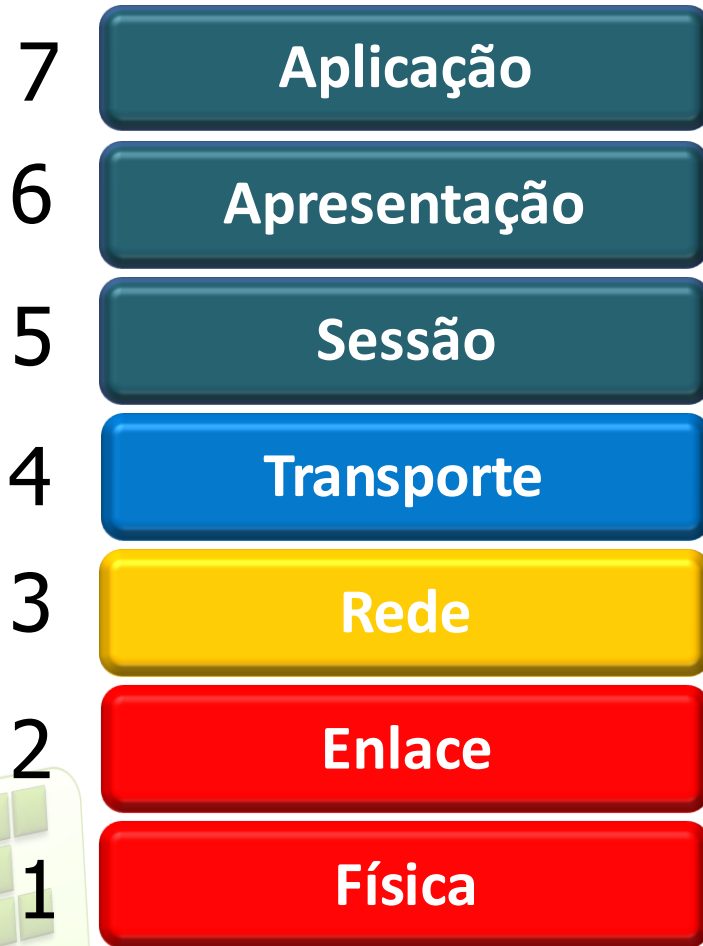 7 Aplicação
6 Apresentação
5 Sessão
4 Transporte
3 Rede
2 Enlace
1 Física